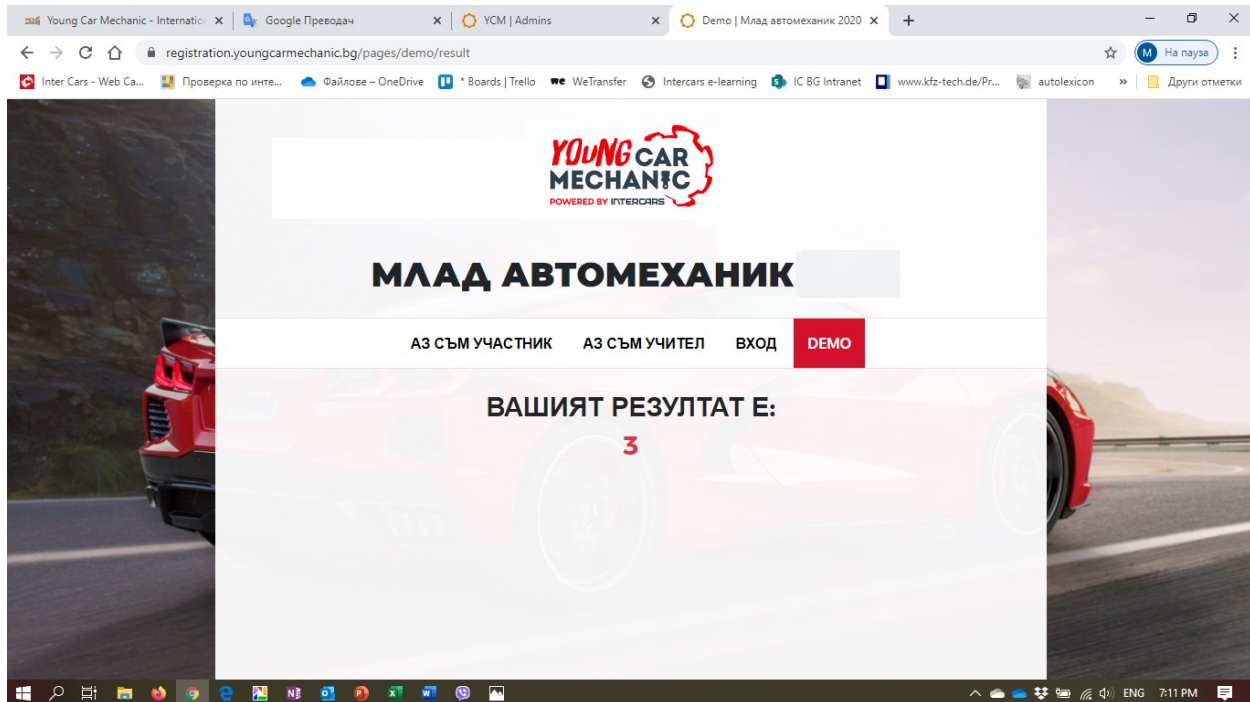 Young Car Mechanic - Internatio
Google Преводач
YCM | Admins
Demo | Млад автомеханик 2020
registration.youngcarmechanic.bg/pages/demo/result
М На пауза
Inter Cars - Web Ca... Проверка по инте... Файлове – OneDrive * Boards | Trello we WeTransfer Intercars e-learning IC BG Intranet www.kfz-tech.de/Pr... autolexicon » Други отметки
YOUNG CAR
MECHANIC
POWERED BY INTERCARS
МЛАД АВТОМЕХАНИК
АЗ СЪМ УЧАСТНИК АЗ СЪМ УЧИТЕЛ ВХОД DEMO
ВАШИЯТ РЕЗУЛТАТ Е:
3
ENG 7:11 PM